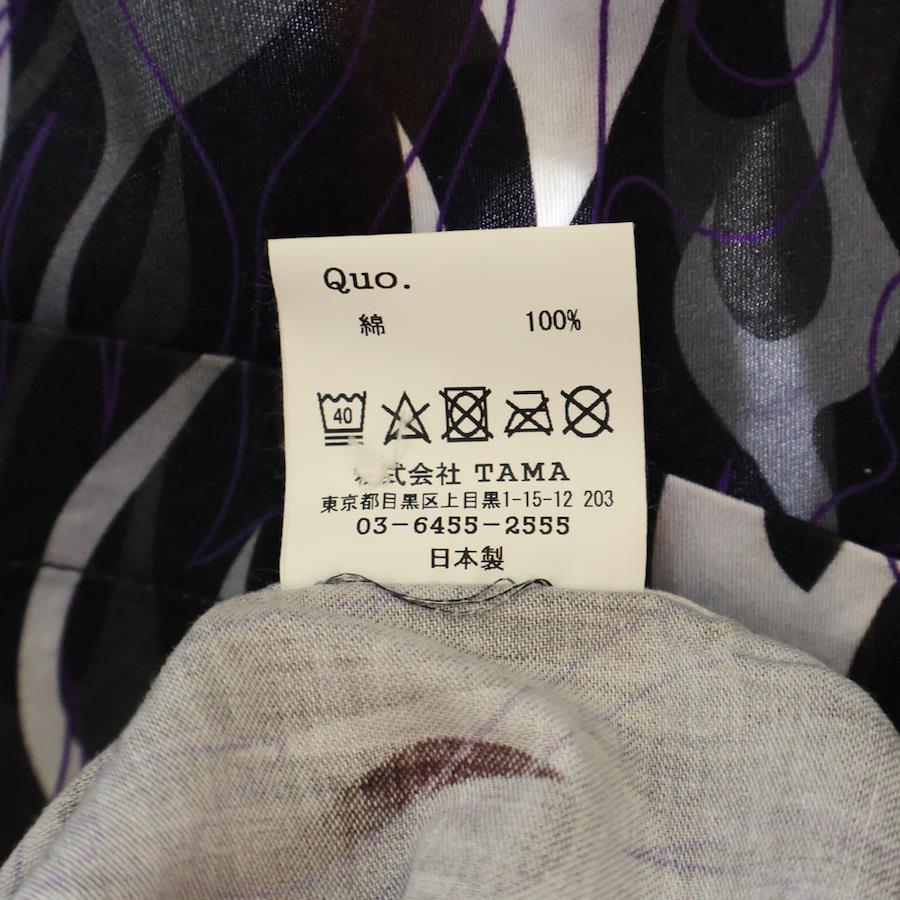 Quo.
綿 100%
40
株式会社 TAMA
東京都目黒区上目黒1-15-12 203
03-6455-2555
日本製